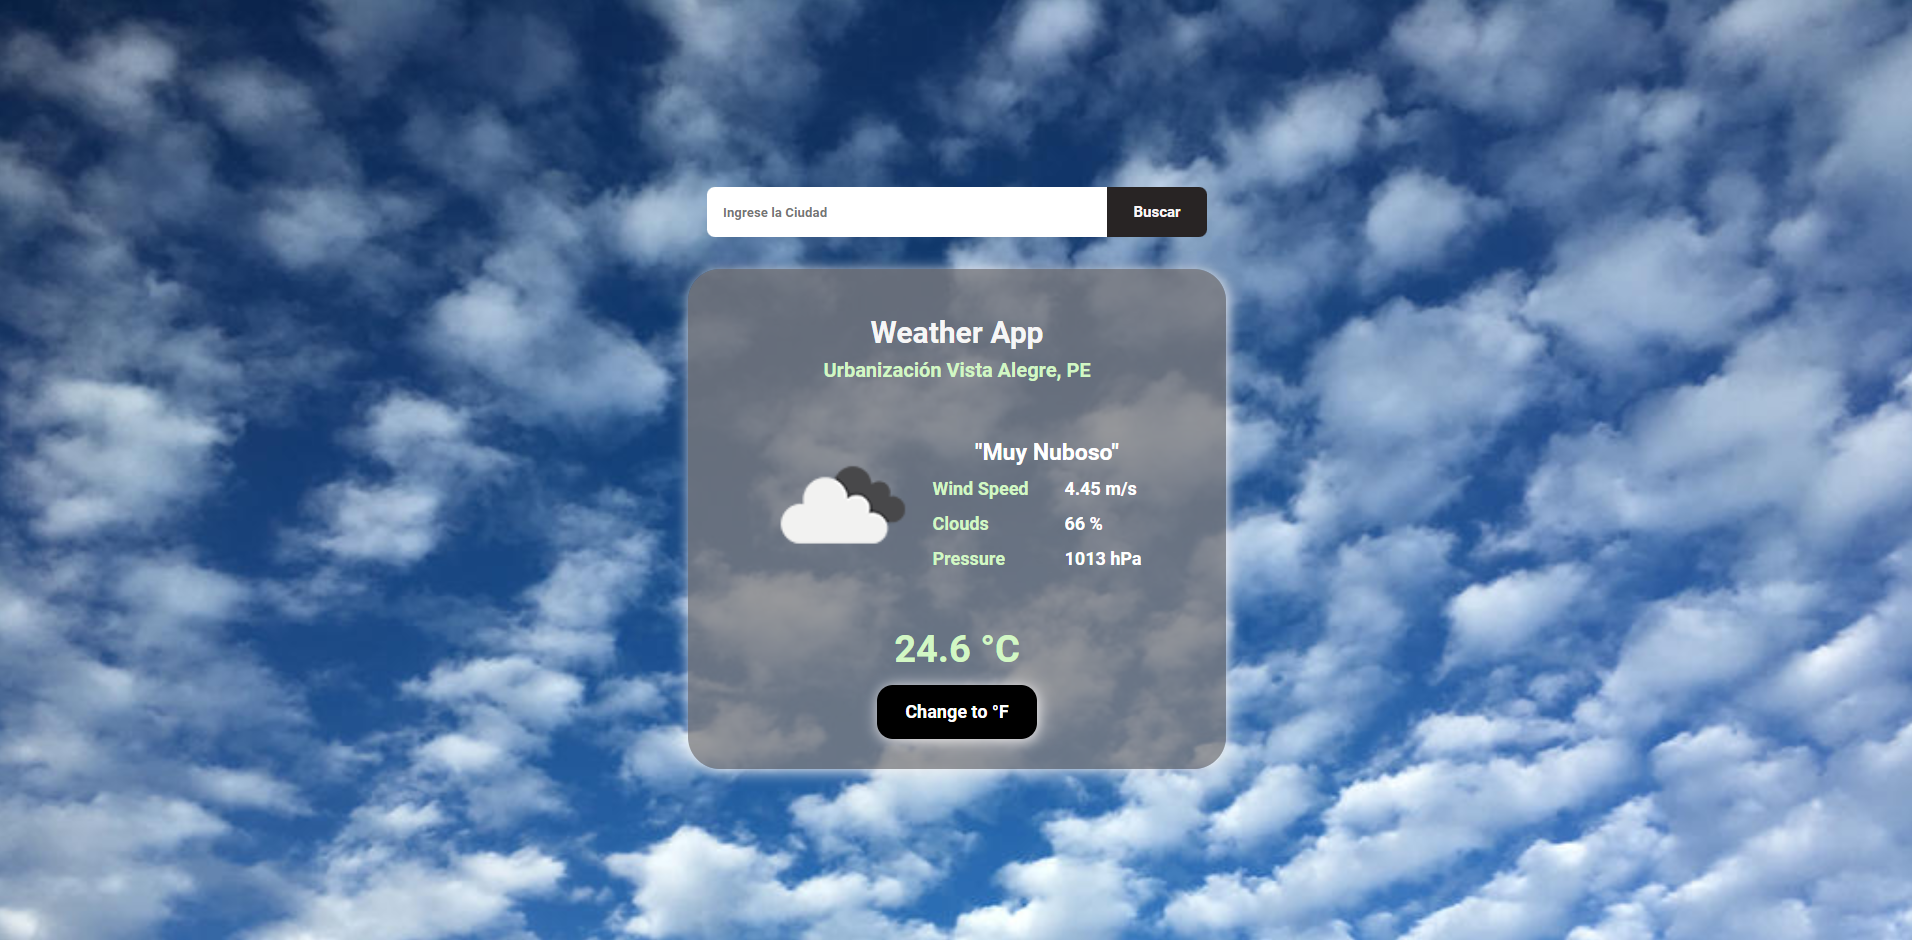 Ingrese la Ciudad
Buscar
Weather App
Urbanización Vista Alegre, PE
"Muy Nuboso"
Wind Speed 4.45 m/s
Clouds 66 %
Pressure 1013 hPa
24.6 °C
Change to °F